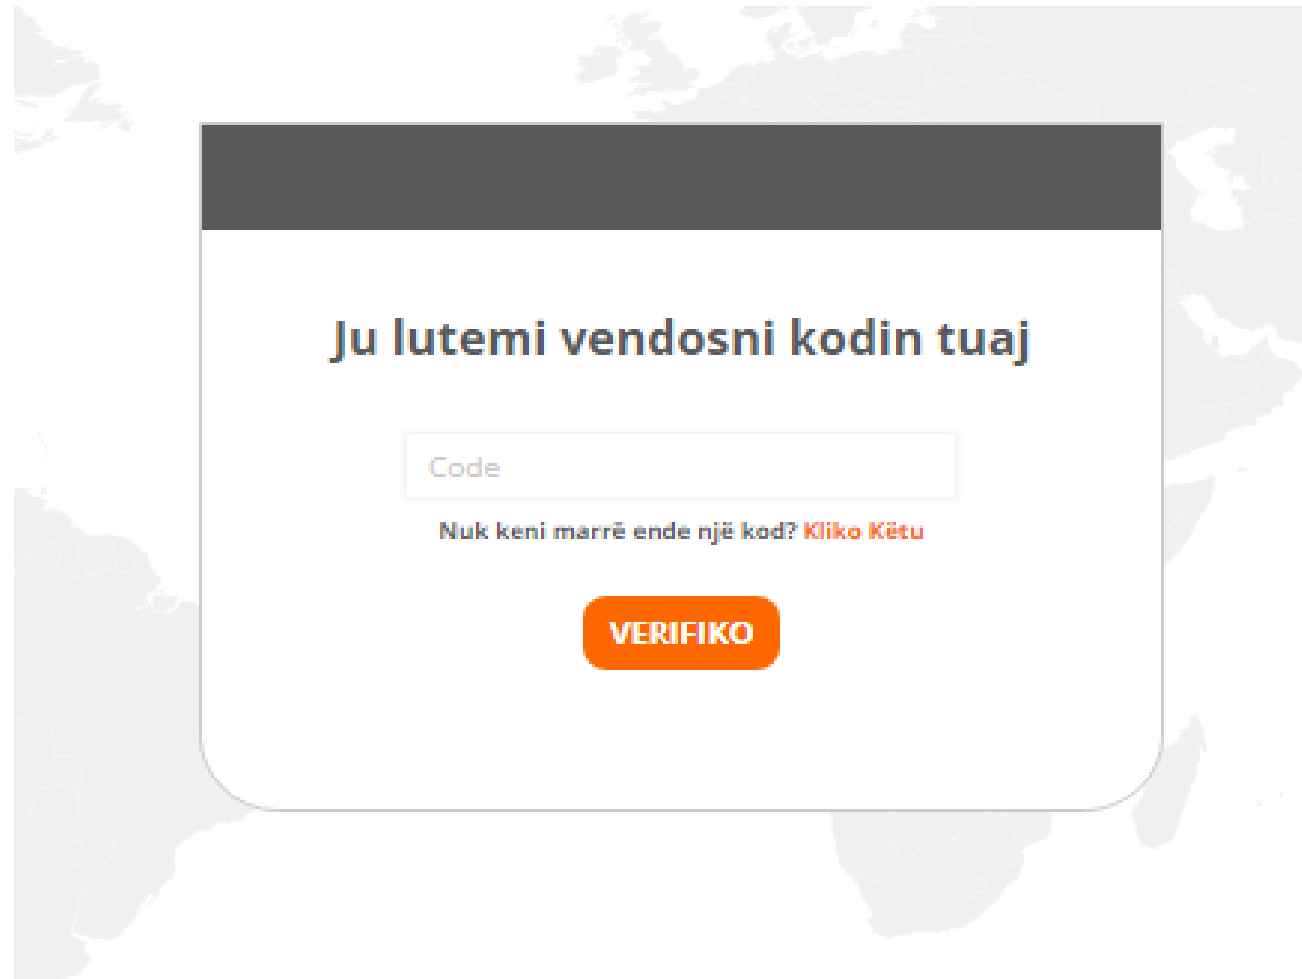 Ju lutemi vendosni kodin tuaj
Code
Nuk keni marrë ende një kod? Kliko Këtu
VERIFIKO